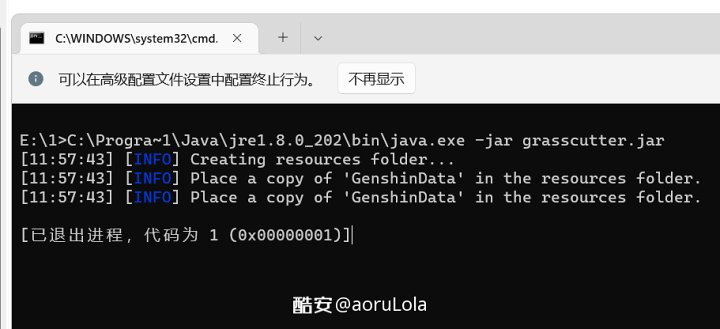 C:\WINDOWS\system32\cmd.
可以在高级配置文件设置中配置终止行为。 不再显示
E:\1>C:\Progra~1\Java\jre1.8.0_202\bin\java.exe -jar grasscutter.jar
[11:57:43] [INFO] Creating resources folder...
[11:57:43] [INFO] Place a copy of 'GenshinData' in the resources folder.
[11:57:43] [INFO] Place a copy of 'GenshinData' in the resources folder.
[已退出进程，代码为 1 (0x00000001)]
酷安@aoruLola